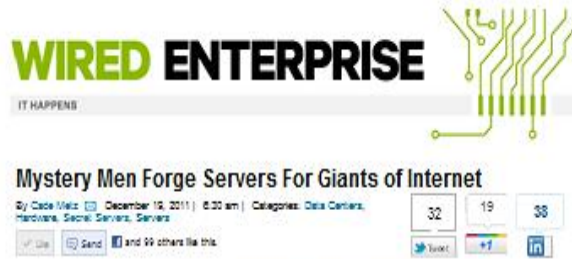 WIRED ENTERPRISE
IT HAPPENS
Mystery Men Forge Servers For Giants of Internet
By Cade Metz December 19, 2011 | 6:30 am | Categories: Data Centers,
Hardware, Secret Servers, Servers
Like Send and 99 others like this.
32 19 38
Tweet +1 in